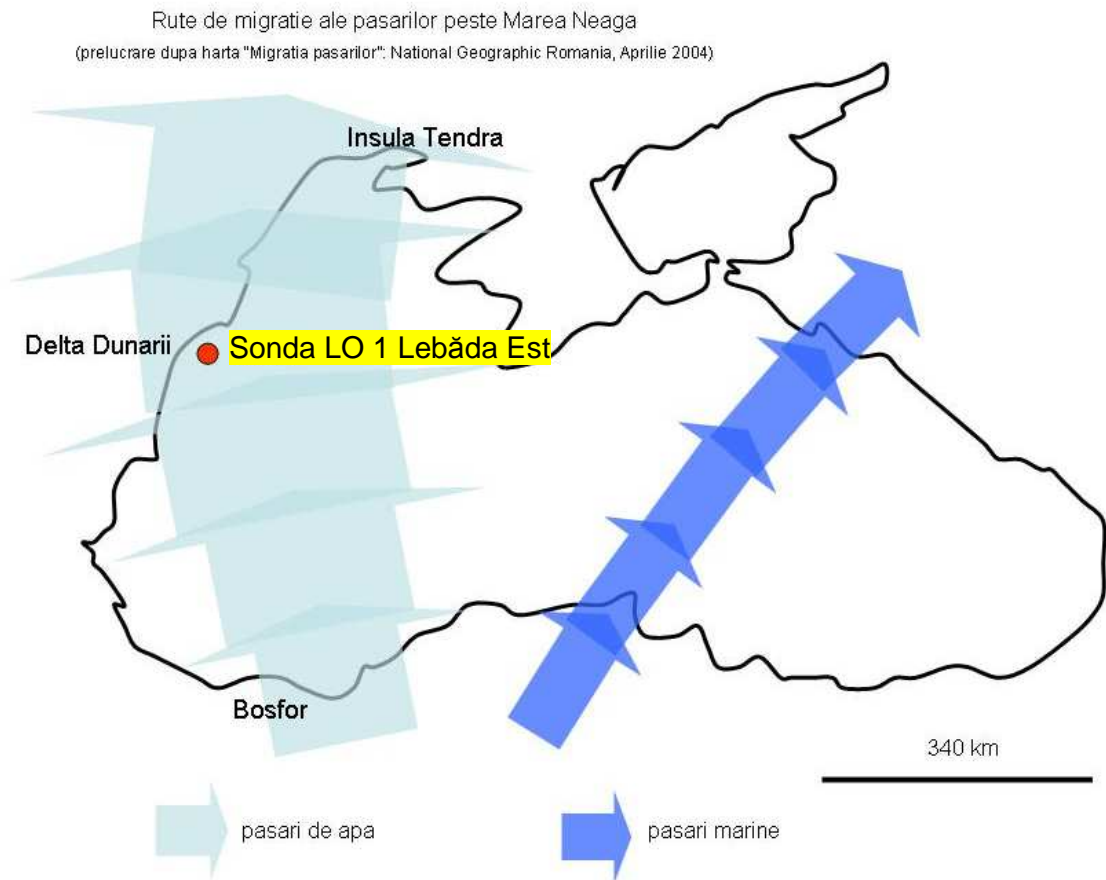 Rute de migratie ale pasarilor peste Marea Neaga
(prelucrare dupa harta "Migratia pasarilor": National Geographic Romania, Aprilie 2004)
Insula Tendra
Delta Dunarii
Sonda LO 1 Lebăda Est
Bosfor
340 km
pasari de apa
pasari marine